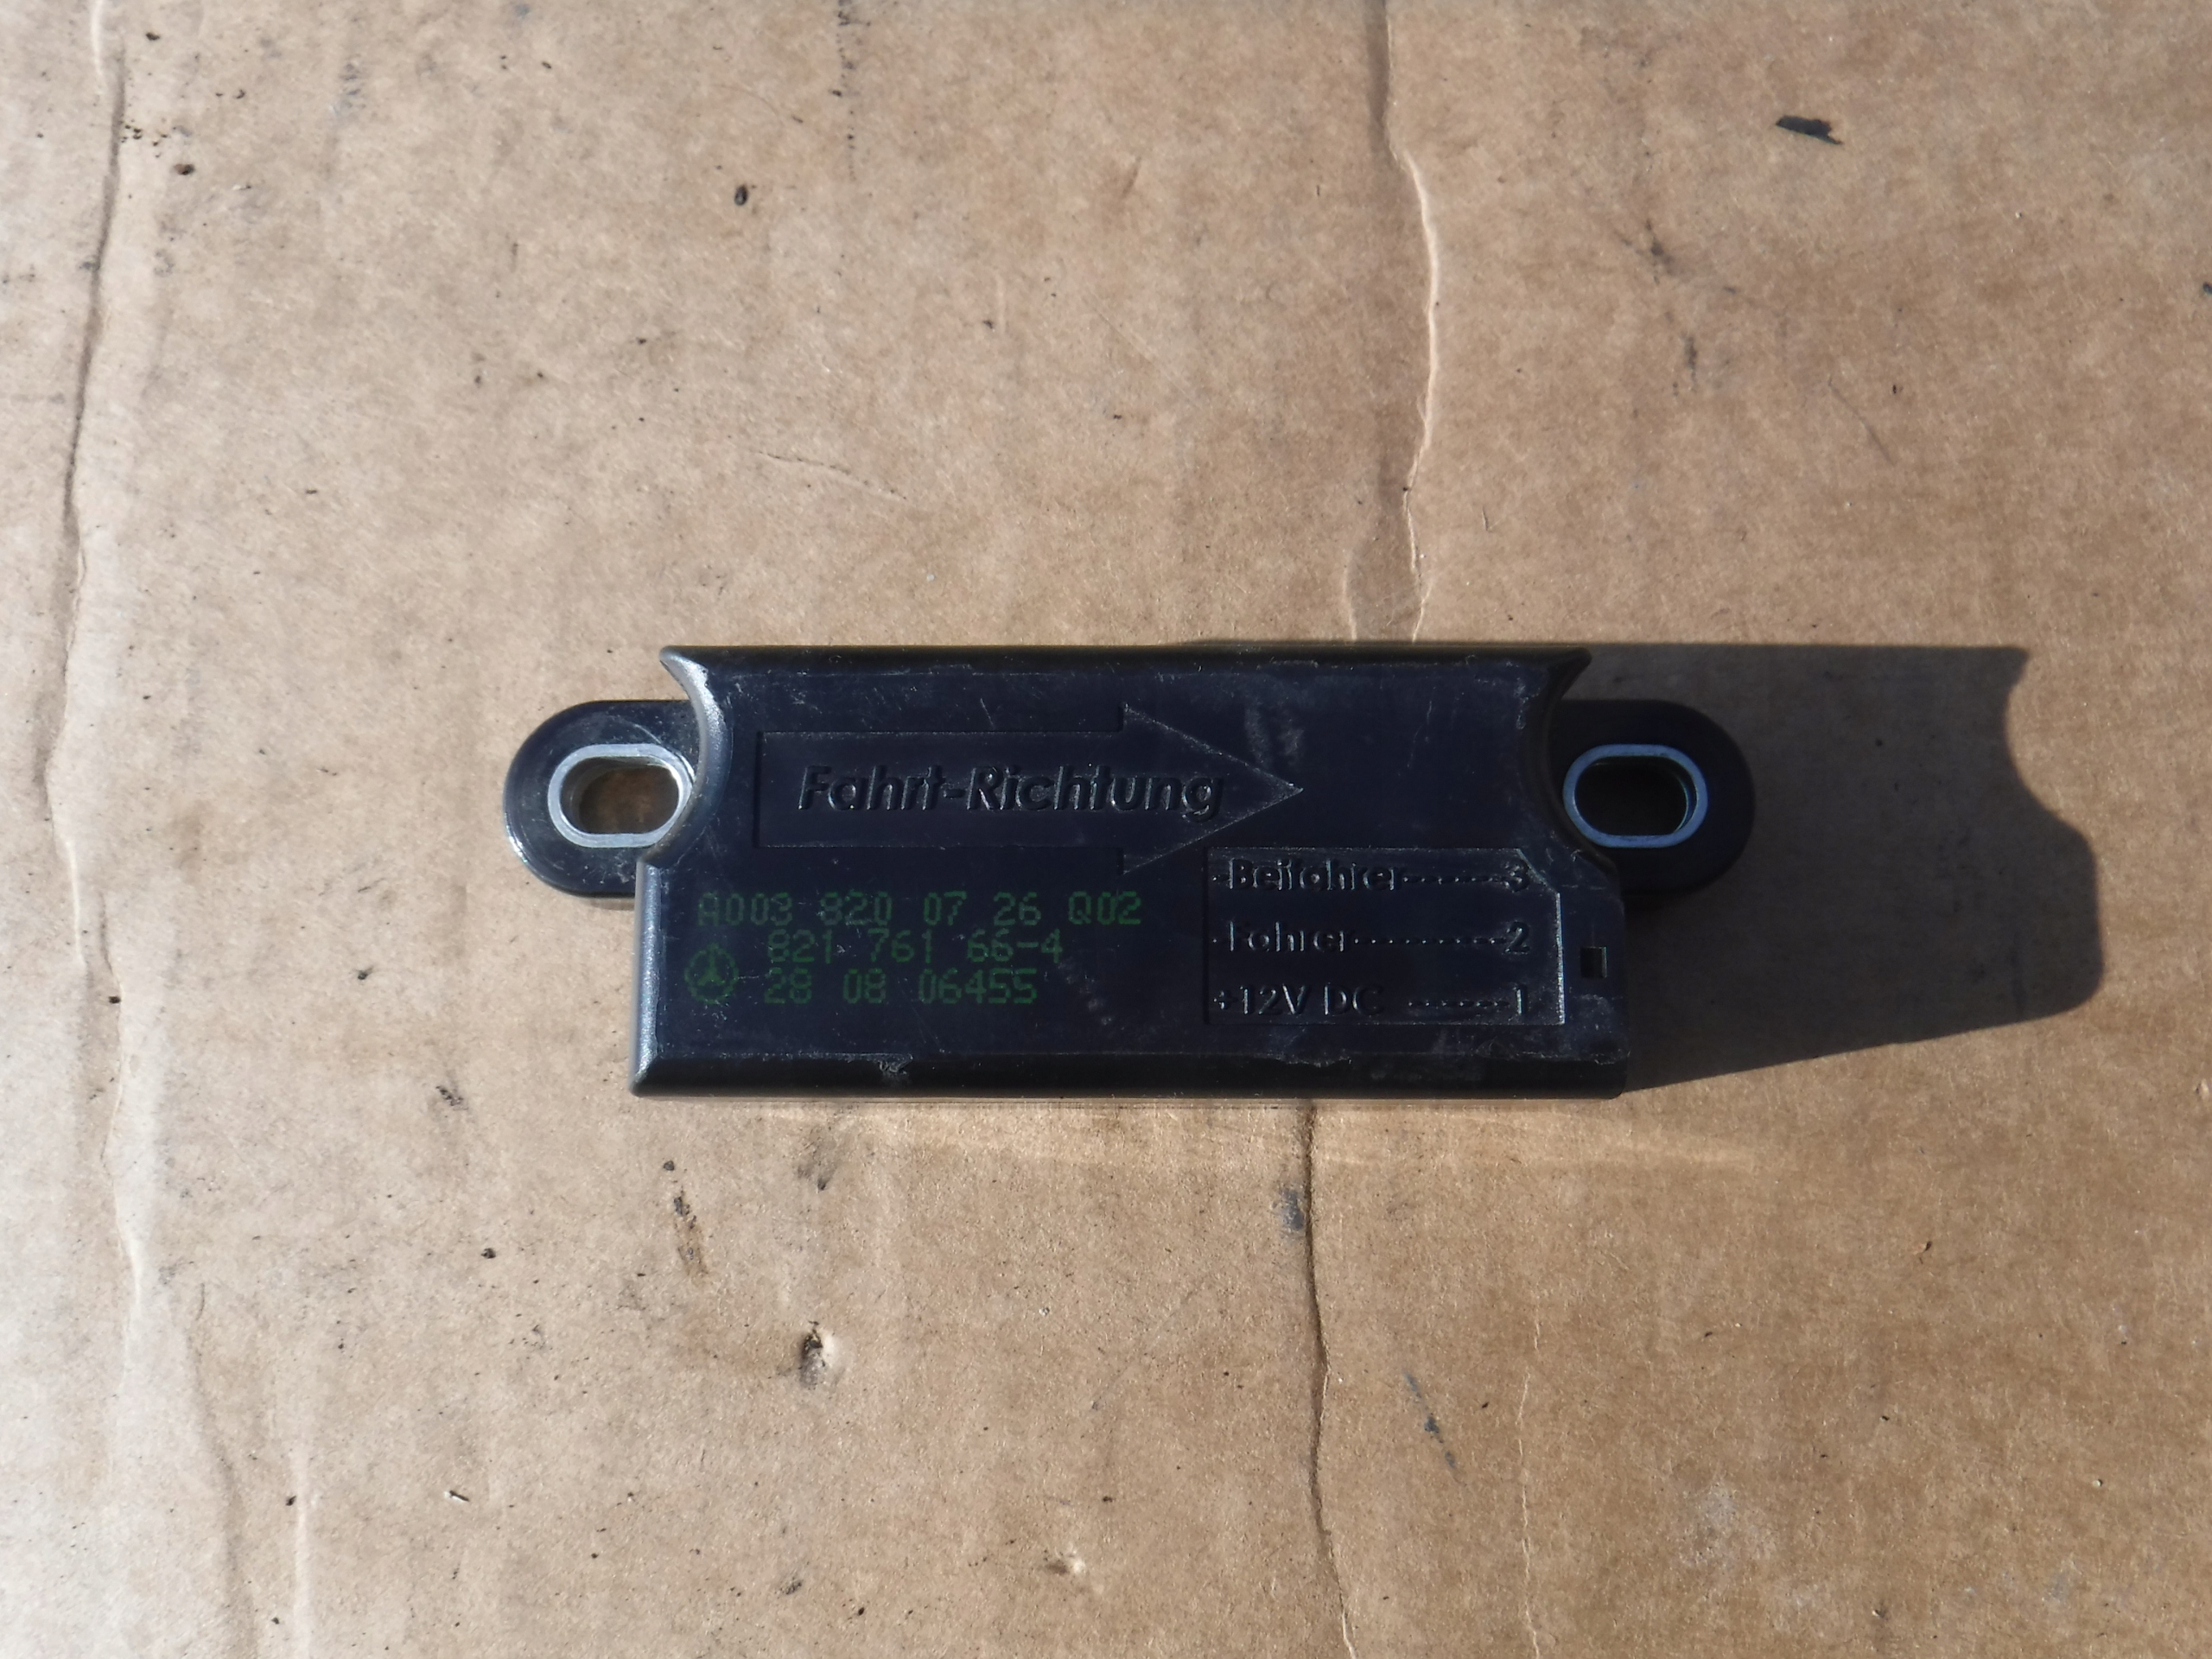 Fahrt-Richtung
A003 820 07 26 Q02
821 761 66-4
28 08 06455
-Beifahrer-------3
-Fahrer----------2
+12V DC -------1